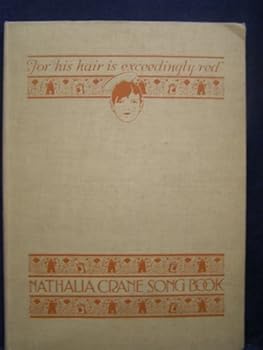 For his hair is exceedingly red
NATHALIA CRANE SONG BOOK